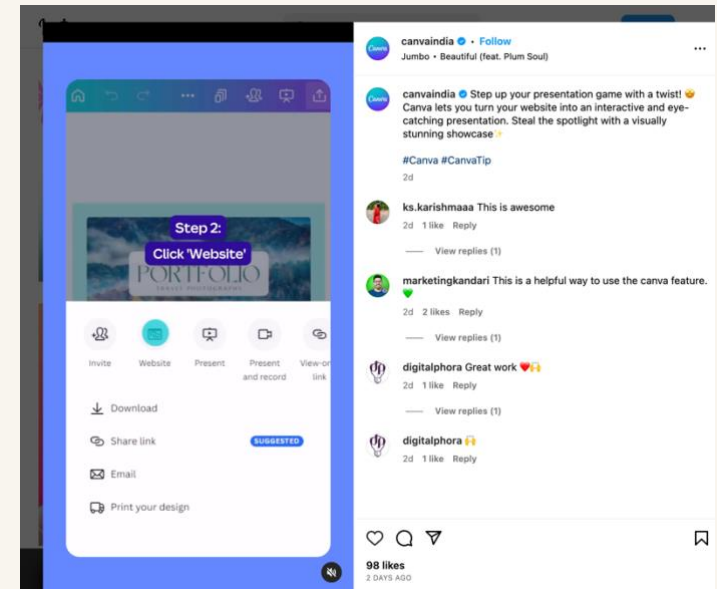 Step 2:
Click 'Website'
PORTFOLIO
Invite
Website
Present
Present
and record
View-on
link
Download
Share link
SUGGESTED
Email
Print your design
canvaindia • Follow
Jumbo • Beautiful (feat. Plum Soul)
Canva
canvaindia Step up your presentation game with a twist! 🤩
Canva lets you turn your website into an interactive and eye-
catching presentation. Steal the spotlight with a visually
stunning showcase✨
#Canva #CanvaTip
2d
ks.karishmaaa This is awesome
2d 1 like Reply
View replies (1)
marketingkandari This is a helpful way to use the canva feature.
💚
2d 2 likes Reply
View replies (1)
digitalphora Great work ❤️🙌
2d 1 like Reply
View replies (1)
digitalphora 🙌
2d 1 like Reply
98 likes
2 DAYS AGO